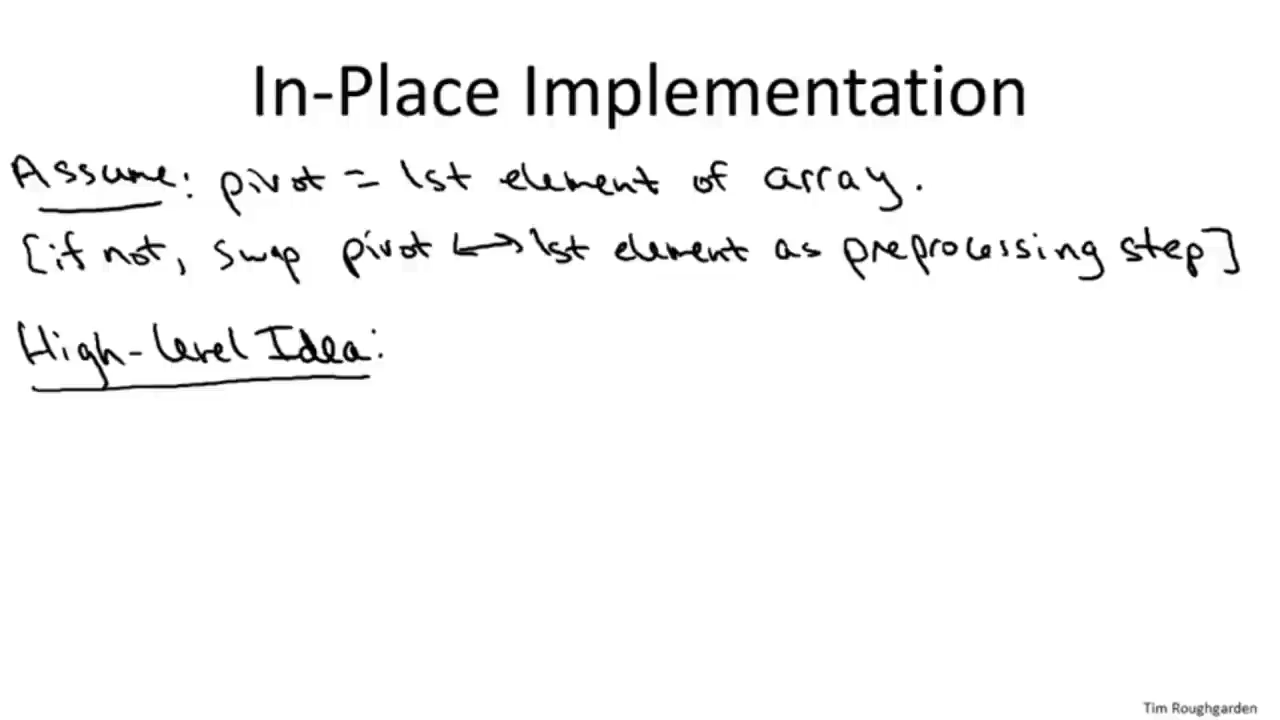 In-Place Implementation
Assume: pivot = 1st element of array.
[if not, swap pivot ↔ 1st element as preprocessing step]
High-level Idea:
Tim Roughgarden